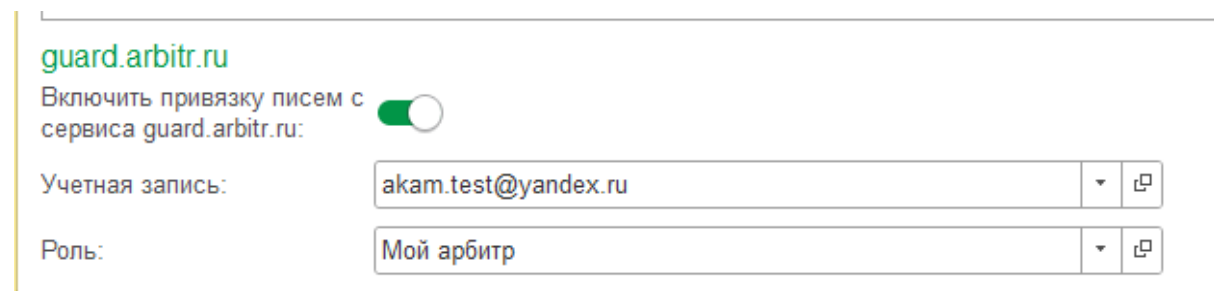 guard.arbitr.ru
Включить привязку писем с
сервиса guard.arbitr.ru:
Учетная запись: akam.test@yandex.ru
Роль: Мой арбитр